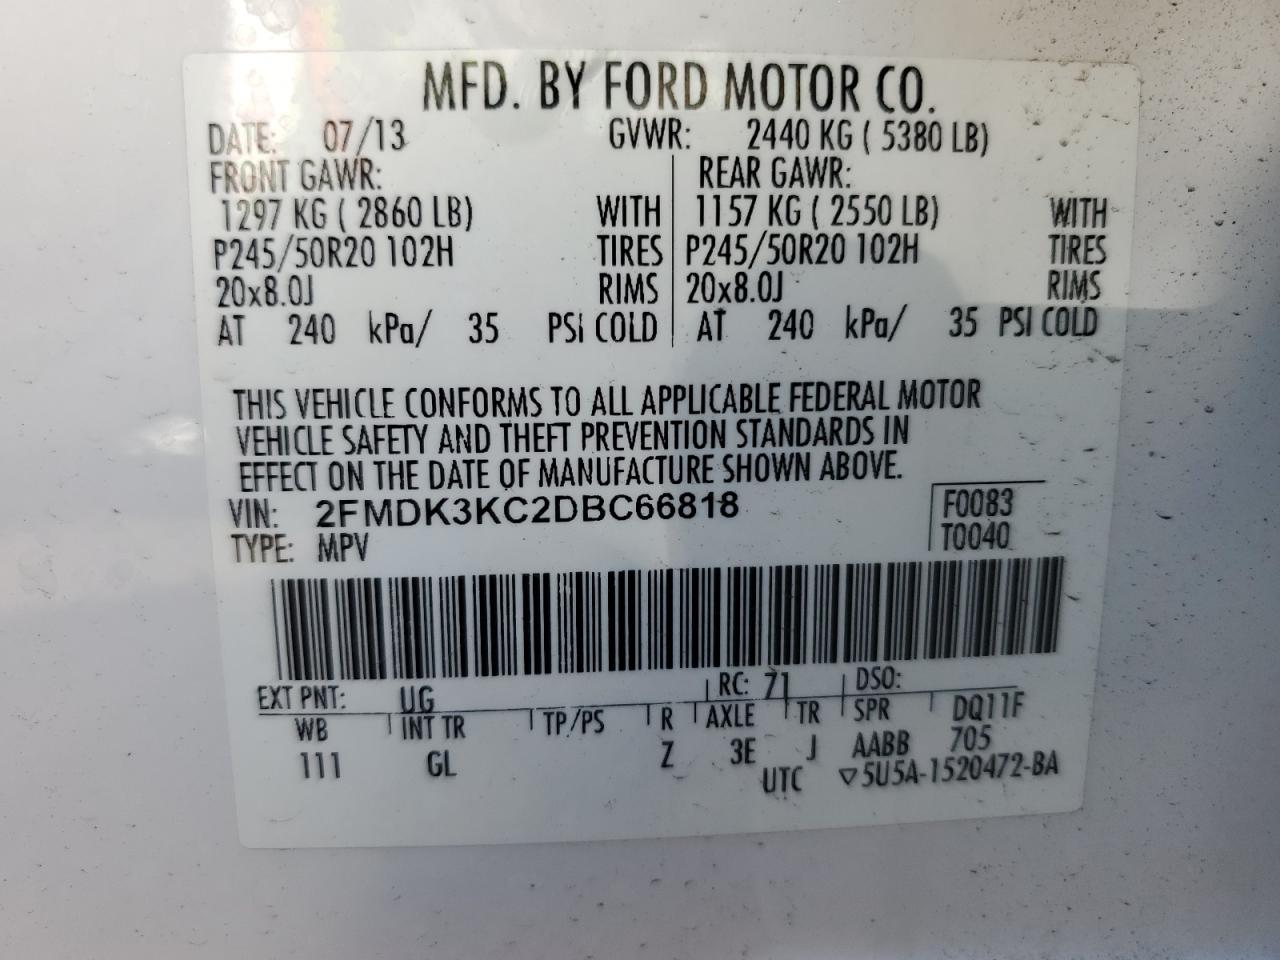 MFD. BY FORD MOTOR CO.
DATE: 07/13 GVWR: 2440 KG ( 5380 LB)
FRONT GAWR: REAR GAWR:
1297 KG ( 2860 LB) WITH 1157 KG ( 2550 LB) WITH
P245/50R20 102H TIRES P245/50R20 102H TIRES
20x8.0J RIMS 20x8.0J RIMS
AT 240 kPa/ 35 PSI COLD AT 240 kPa/ 35 PSI COLD
THIS VEHICLE CONFORMS TO ALL APPLICABLE FEDERAL MOTOR
VEHICLE SAFETY AND THEFT PREVENTION STANDARDS IN
EFFECT ON THE DATE OF MANUFACTURE SHOWN ABOVE.
VIN: 2FMDK3KC2DBC66818 F0083
TYPE: MPV T0040
EXT PNT: UG RC: 71 DSO:
WB INT TR TP/PS R AXLE TR SPR DQ11F
111 GL Z 3E J AABB 705
UTC ▽5U5A-1520472-BA